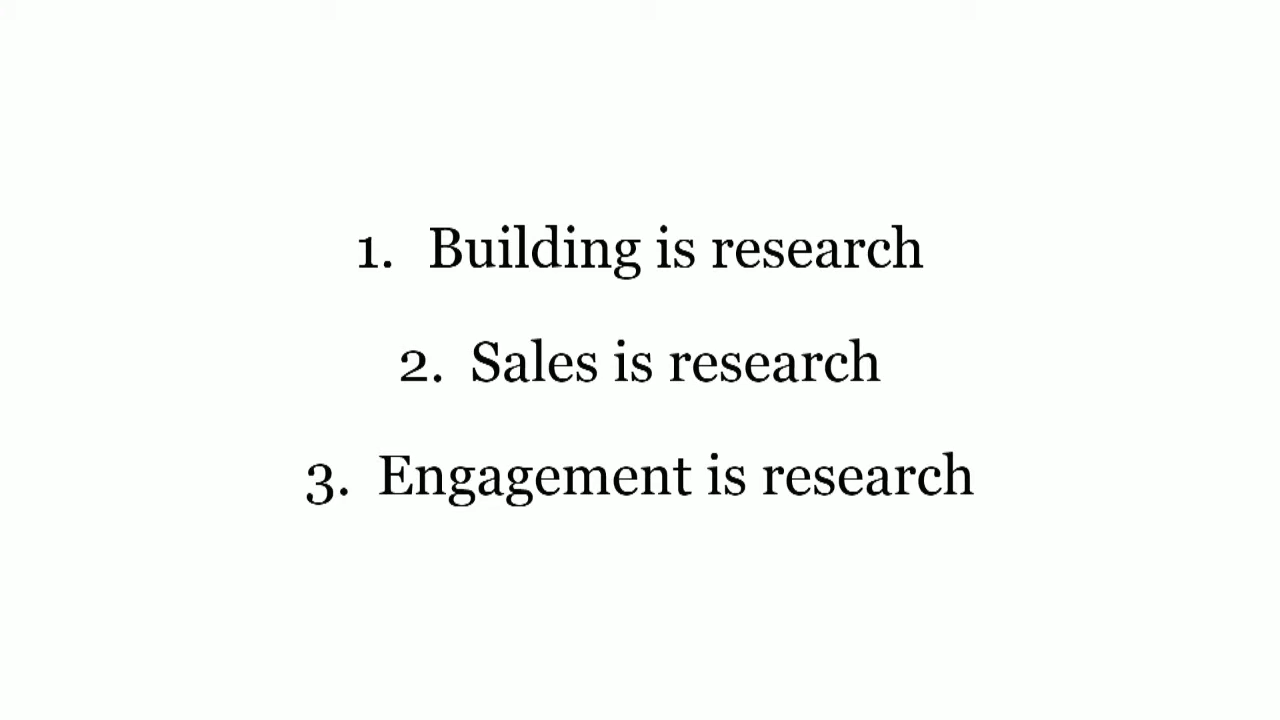 1. Building is research
2. Sales is research
3. Engagement is research